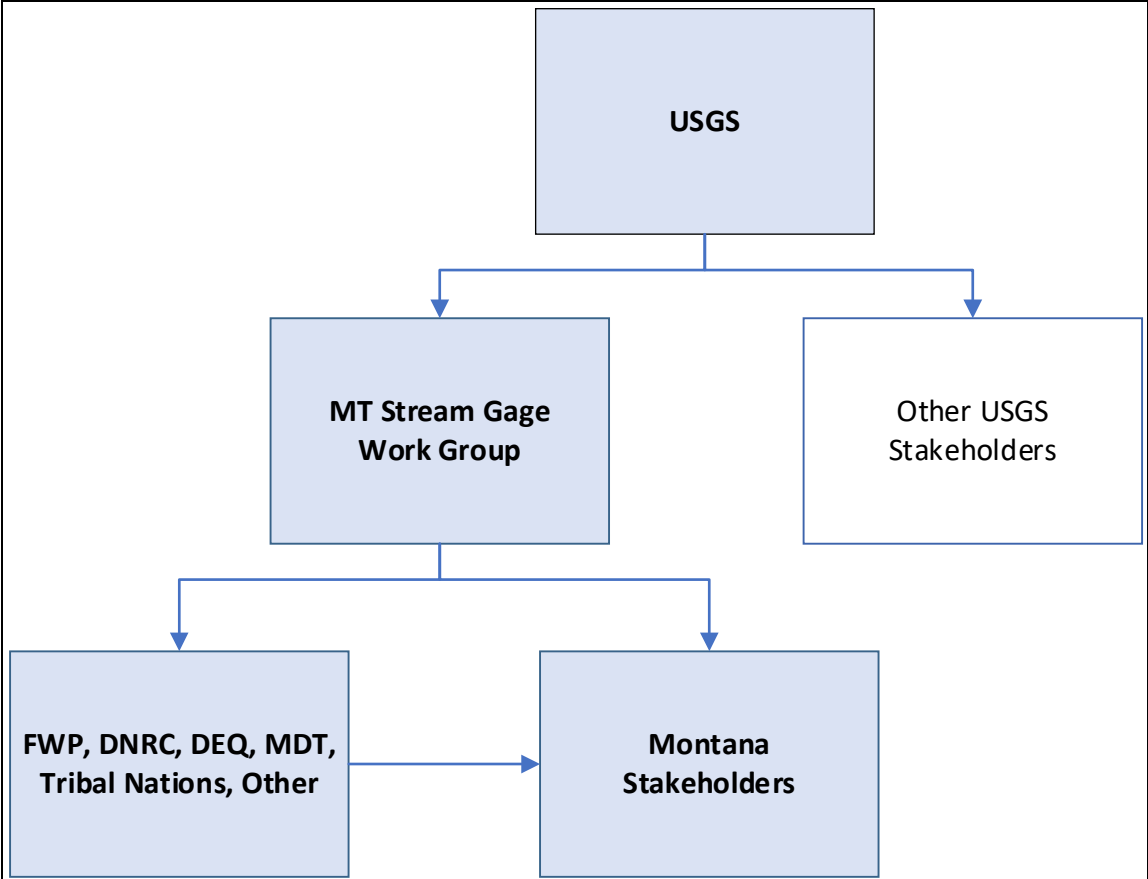 USGS
MT Stream Gage
Work Group
Other USGS
Stakeholders
FWP, DNRC, DEQ, MDT,
Tribal Nations, Other
Montana
Stakeholders